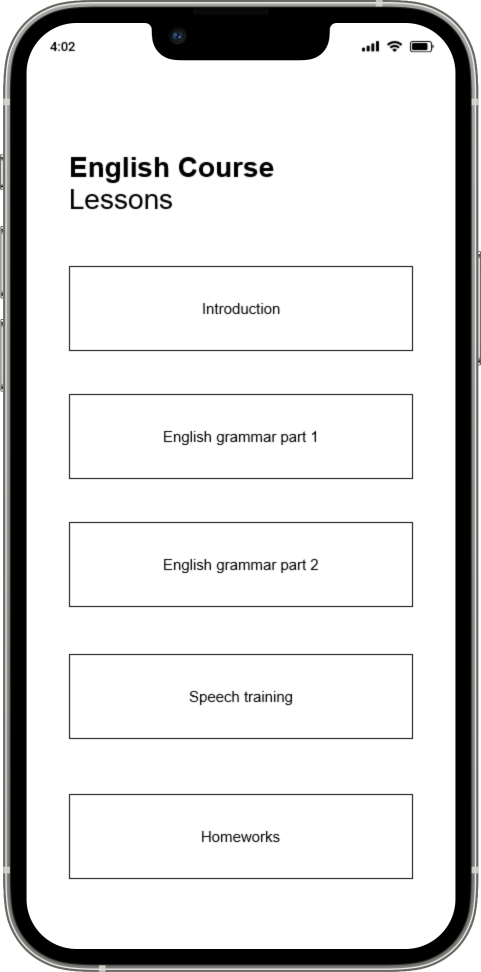 4:02
English Course
Lessons
Introduction
English grammar part 1
English grammar part 2
Speech training
Homeworks